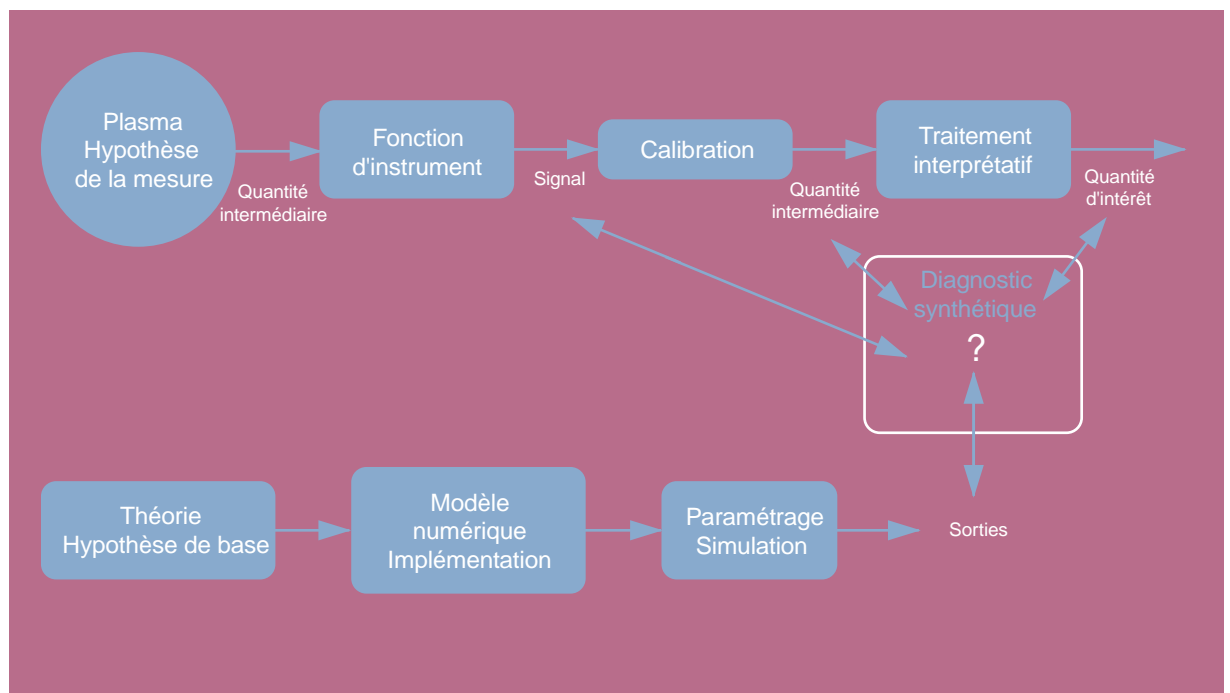 Plasma
Hypothèse
de la mesure
Quantité
intermédiaire
Fonction
d'instrument
Signal
Calibration
Quantité
intermédiaire
Traitement
interprétatif
Quantité
d'intérêt
Diagnostic
synthétique
?
Théorie
Hypothèse de base
Modèle
numérique
Implémentation
Paramétrage
Simulation
Sorties